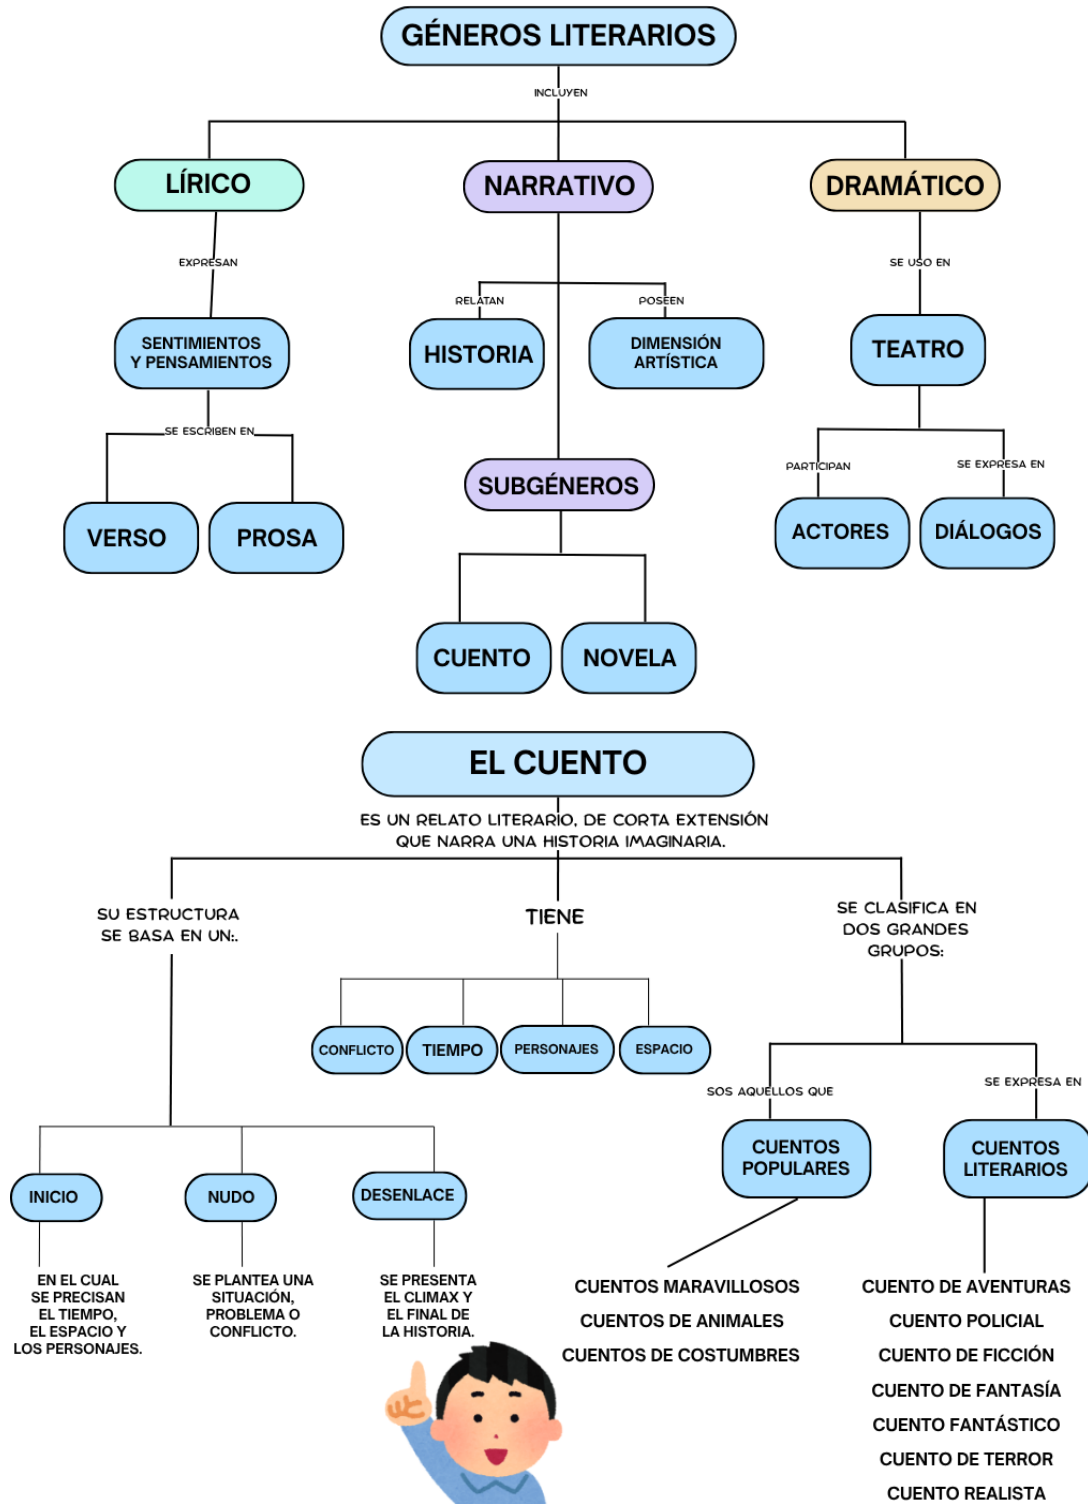 GÉNEROS LITERARIOS
INCLUYEN
LÍRICO
NARRATIVO
DRAMÁTICO
EXPRESAN
SE USO EN
RELATAN
POSEEN
SENTIMIENTOS
Y PENSAMIENTOS
HISTORIA
DIMENSIÓN
ARTÍSTICA
TEATRO
SE ESCRIBEN EN
PARTICIPAN
SE EXPRESA EN
SUBGÉNEROS
VERSO
PROSA
ACTORES
DIÁLOGOS
CUENTO
NOVELA
EL CUENTO
ES UN RELATO LITERARIO, DE CORTA EXTENSIÓN
QUE NARRA UNA HISTORIA IMAGINARIA.
SU ESTRUCTURA
SE BASA EN UN:.
TIENE
SE CLASIFICA EN
DOS GRANDES
GRUPOS:
CONFLICTO
TIEMPO
PERSONAJES
ESPACIO
SOS AQUELLOS QUE
SE EXPRESA EN
CUENTOS
POPULARES
CUENTOS
LITERARIOS
INICIO
NUDO
DESENLACE
EN EL CUAL
SE PRECISAN
EL TIEMPO,
EL ESPACIO Y
LOS PERSONAJES.
SE PLANTEA UNA
SITUACIÓN,
PROBLEMA O
CONFLICTO.
SE PRESENTA
EL CLIMAX Y
EL FINAL DE
LA HISTORIA.
CUENTOS MARAVILLOSOS
CUENTOS DE ANIMALES
CUENTOS DE COSTUMBRES
CUENTO DE AVENTURAS
CUENTO POLICIAL
CUENTO DE FICCIÓN
CUENTO DE FANTASÍA
CUENTO FANTÁSTICO
CUENTO DE TERROR
CUENTO REALISTA